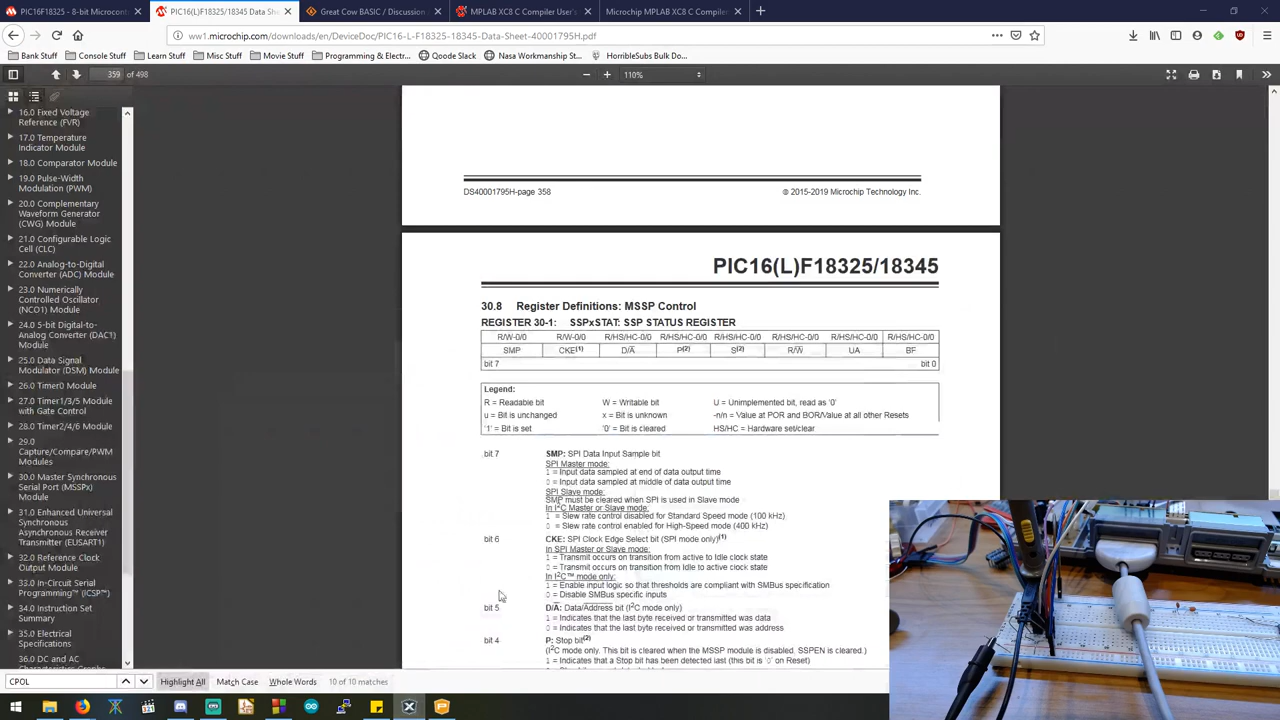 PIC16F18325 - 8-bit Microcont
PIC16(L)F18325/18345 Data She
Great Cow BASIC / Discussion
MPLAB XC8 C Compiler User's
Microchip MPLAB XC8 C Compiler
ww1.microchip.com/downloads/en/DeviceDoc/PIC16-L-F18325-18345-Data-Sheet-40001795H.pdf
Bank Stuff
Console Stuff
Learn Stuff
Misc Stuff
Movie Stuff
Programming & Electr...
Qoode Slack
Nasa Workmanship St...
HorribleSubs Bulk Do...
359 of 498
110%
16.0 Fixed Voltage
Reference (FVR)
17.0 Temperature
Indicator Module
18.0 Comparator Module
19.0 Pulse-Width
Modulation (PWM)
20.0 Complementary
Waveform Generator
(CWG) Module
21.0 Configurable Logic
Cell (CLC)
22.0 Analog-to-Digital
Converter (ADC) Module
23.0 Numerically
Controlled Oscillator
(NCO1) Module
24.0 5-bit Digital-to-
Analog Converter (DAC1)
Module
25.0 Data Signal
Modulator (DSM) Module
26.0 Timer0 Module
27.0 Timer1/3/5 Module
with Gate Control
28.0 Timer2/4/6 Module
29.0
Capture/Compare/PWM
Modules
30.0 Master Synchronous
Serial Port (MSSPx)
Module
31.0 Enhanced Universal
Synchronous
Asynchronous Receiver
Transmitter (EUSART1)
32.0 Reference Clock
Output Module
33.0 In-Circuit Serial
Programming™ (ICSP™)
34.0 Instruction Set
Summary
35.0 Electrical
Specifications
36.0 DC and AC
DS40001795H-page 358
© 2015-2019 Microchip Technology Inc.
PIC16(L)F18325/18345
30.8 Register Definitions: MSSP Control
REGISTER 30-1: SSPxSTAT: SSP STATUS REGISTER
R/W-0/0 R/W-0/0 R/HS/HC-0/0 R/HS/HC-0/0 R/HS/HC-0/0 R/HS/HC-0/0 R/HS/HC-0/0 R/HS/HC-0/0
SMP CKE(1) D/A̅ P(2) S(2) R/W̅ UA BF
bit 7 bit 0
Legend:
R = Readable bit W = Writable bit U = Unimplemented bit, read as '0'
u = Bit is unchanged x = Bit is unknown -n/n = Value at POR and BOR/Value at all other Resets
'1' = Bit is set '0' = Bit is cleared HS/HC = Hardware set/clear
bit 7 SMP: SPI Data Input Sample bit
SPI Master mode:
1 = Input data sampled at end of data output time
0 = Input data sampled at middle of data output time
SPI Slave mode:
SMP must be cleared when SPI is used in Slave mode
In I²C Master or Slave mode:
1 = Slew rate control disabled for Standard Speed mode (100 kHz)
0 = Slew rate control enabled for High-Speed mode (400 kHz)
bit 6 CKE: SPI Clock Edge Select bit (SPI mode only)(1)
In SPI Master or Slave mode:
1 = Transmit occurs on transition from active to Idle clock state
0 = Transmit occurs on transition from Idle to active clock state
In I²C™ mode only:
1 = Enable input logic so that thresholds are compliant with SMBus specification
0 = Disable SMBus specific inputs
bit 5 D/A̅: Data/Address bit (I²C mode only)
1 = Indicates that the last byte received or transmitted was data
0 = Indicates that the last byte received or transmitted was address
bit 4 P: Stop bit(2)
(I²C mode only. This bit is cleared when the MSSP module is disabled, SSPEN is cleared.)
1 = Indicates that a Stop bit has been detected last (this bit is '0' on Reset)
CPOL
Highlight All
Match Case
Whole Words
10 of 10 matches